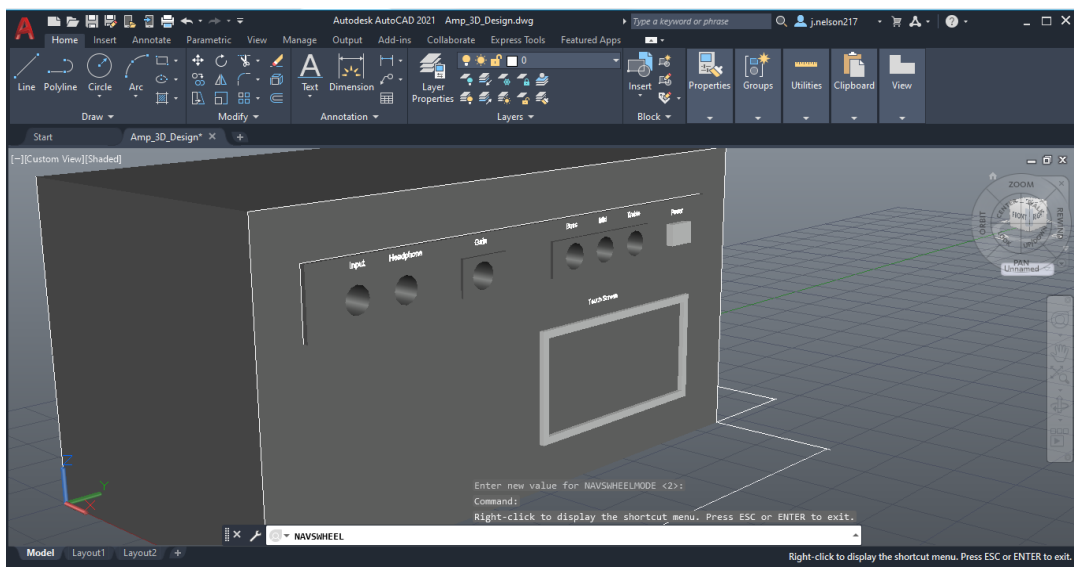 Autodesk AutoCAD 2021 Amp_3D_Design.dwg
Type a keyword or phrase
j.nelson217
Home Insert Annotate Parametric View Manage Output Add-ins Collaborate Express Tools Featured Apps
Line Polyline Circle Arc
Text Dimension
Layer Properties
0
Insert
Properties Groups Utilities Clipboard View
Draw Modify Annotation Layers Block
Start Amp_3D_Design*
[−][Custom View][Shaded]
ZOOM
ORBIT
REWIND
CENTER
WALK
FRONT
UP/DOWN
PAN
Unnamed
Input Headphone Gain Bass Mid Treble Power
Touch Screen
Z
Y
X
Enter new value for NAVSWHEELMODE <2>:
Command:
Right-click to display the shortcut menu. Press ESC or ENTER to exit.
NAVSWHEEL
Model Layout1 Layout2
Right-click to display the shortcut menu. Press ESC or ENTER to exit.